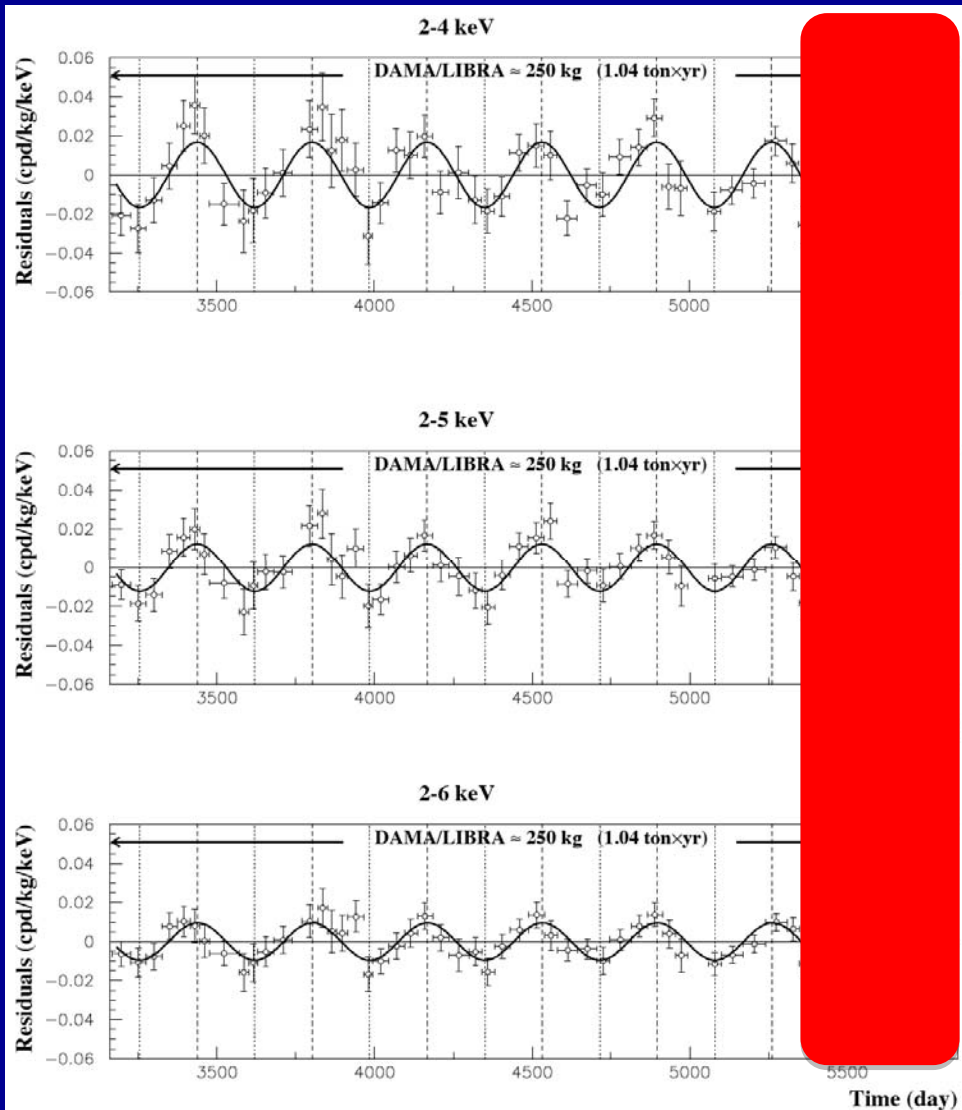 2-4 keV
Residuals (cpd/kg/keV)
0.06
0.04
0.02
0
−0.02
−0.04
−0.06
DAMA/LIBRA ≈ 250 kg (1.04 ton×yr)
3500 4000 4500 5000
2-5 keV
Residuals (cpd/kg/keV)
0.06
0.04
0.02
0
−0.02
−0.04
−0.06
DAMA/LIBRA ≈ 250 kg (1.04 ton×yr)
3500 4000 4500 5000
2-6 keV
Residuals (cpd/kg/keV)
0.06
0.04
0.02
0
−0.02
−0.04
−0.06
DAMA/LIBRA ≈ 250 kg (1.04 ton×yr)
3500 4000 4500 5000 5500
Time (day)